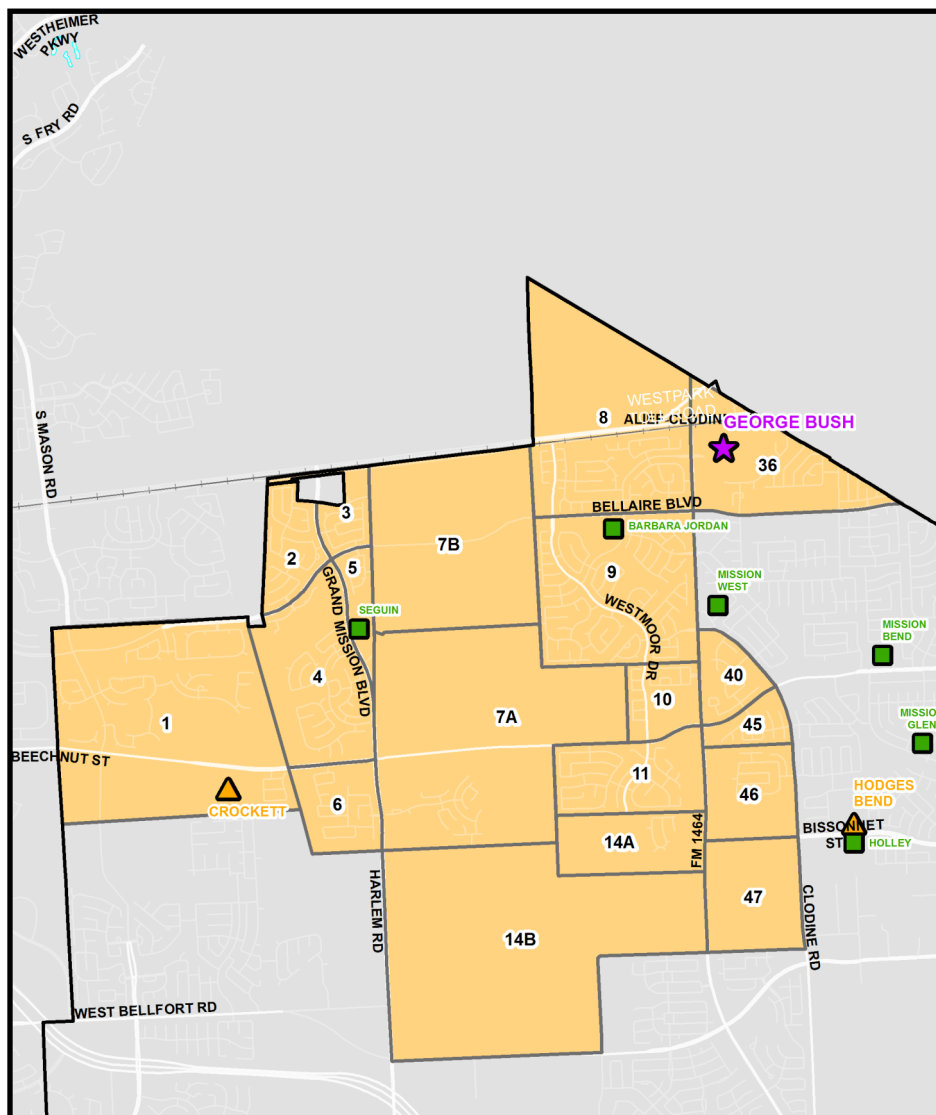 WESTHEIMER
PKWY
S FRY RD
S MASON RD
WESTPARK
TOLL ROAD
8
ALIEF CLODINE
GEORGE BUSH
36
BELLAIRE BLVD
BARBARA JORDAN
3
7B
2
5
9
GRAND MISSION BLVD
SEGUIN
WESTMOOR DR
MISSION
WEST
MISSION
BEND
4
40
10
1
7A
45
MISSION
GLEN
BEECHNUT ST
11
CROCKETT
6
46
HODGES
BEND
BISSONNET
ST
HOLLEY
14A
FM 1464
HARLEM RD
47
CLODINE RD
14B
WEST BELLFORT RD